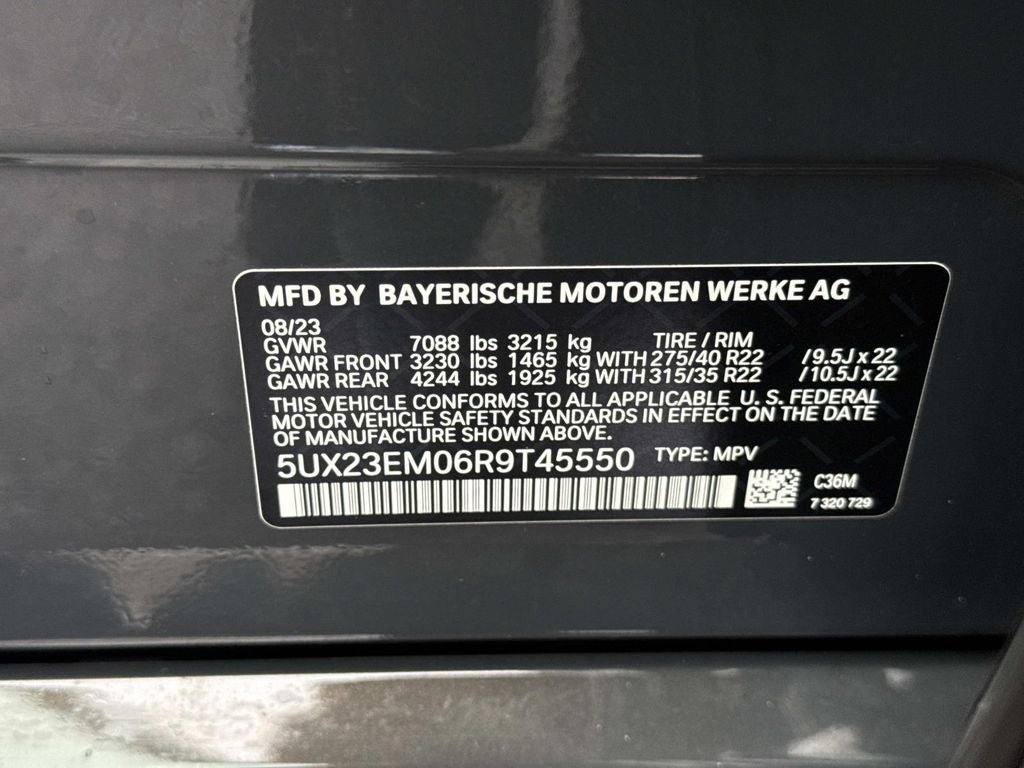 MFD BY BAYERISCHE MOTOREN WERKE AG
08/23
GVWR 7088 lbs 3215 kg TIRE / RIM
GAWR FRONT 3230 lbs 1465 kg WITH 275/40 R22 /9.5J x 22
GAWR REAR 4244 lbs 1925 kg WITH 315/35 R22 /10.5J x 22
THIS VEHICLE CONFORMS TO ALL APPLICABLE U. S. FEDERAL
MOTOR VEHICLE SAFETY STANDARDS IN EFFECT ON THE DATE
OF MANUFACTURE SHOWN ABOVE.
5UX23EM06R9T45550 TYPE: MPV
C36M
7 320 729